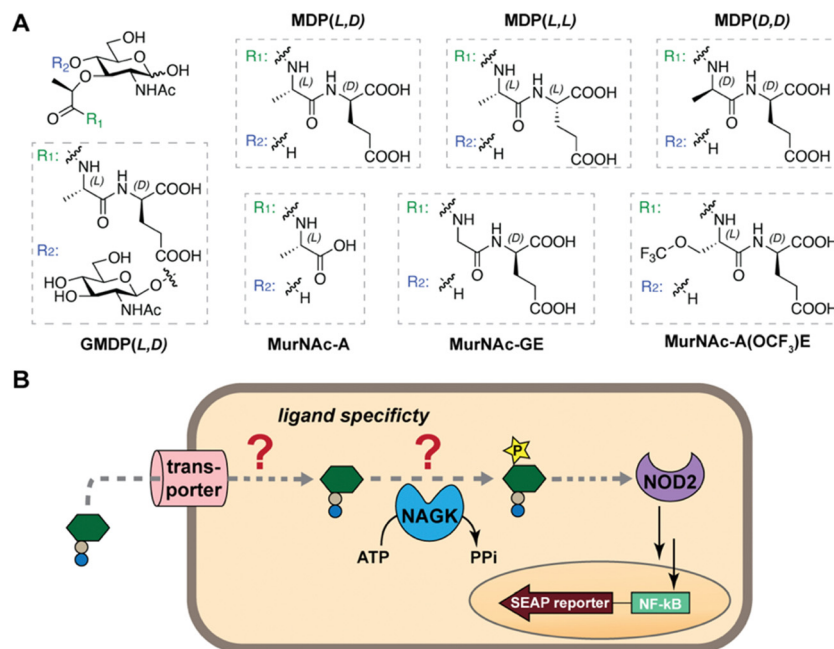 A
MDP(L,D)
MDP(L,L)
MDP(D,D)
OH
R2
O
HO
O
OH
O
NHAc
O
R1
R1:
NH
(L)
H
N
(D)
COOH
O
COOH
R2:
H
R1:
NH
(L)
H
N
(L)
COOH
O
COOH
R2:
H
R1:
NH
(D)
H
N
(D)
COOH
O
COOH
R2:
H
R1:
NH
(L)
H
N
(D)
COOH
O
COOH
R2:
OH
HO
O
O
HO
NHAc
GMDP(L,D)
R1:
NH
(L)
OH
O
R2:
H
MurNAc-A
R1:
NH
H
N
(D)
COOH
O
COOH
R2:
H
MurNAc-GE
R1:
NH
F3C
O
(L)
H
N
(D)
COOH
O
COOH
R2:
H
MurNAc-A(OCF3)E
B
ligand specificty
trans-
porter
?
?
P
NAGK
ATP
PPi
NOD2
SEAP reporter
NF-kB